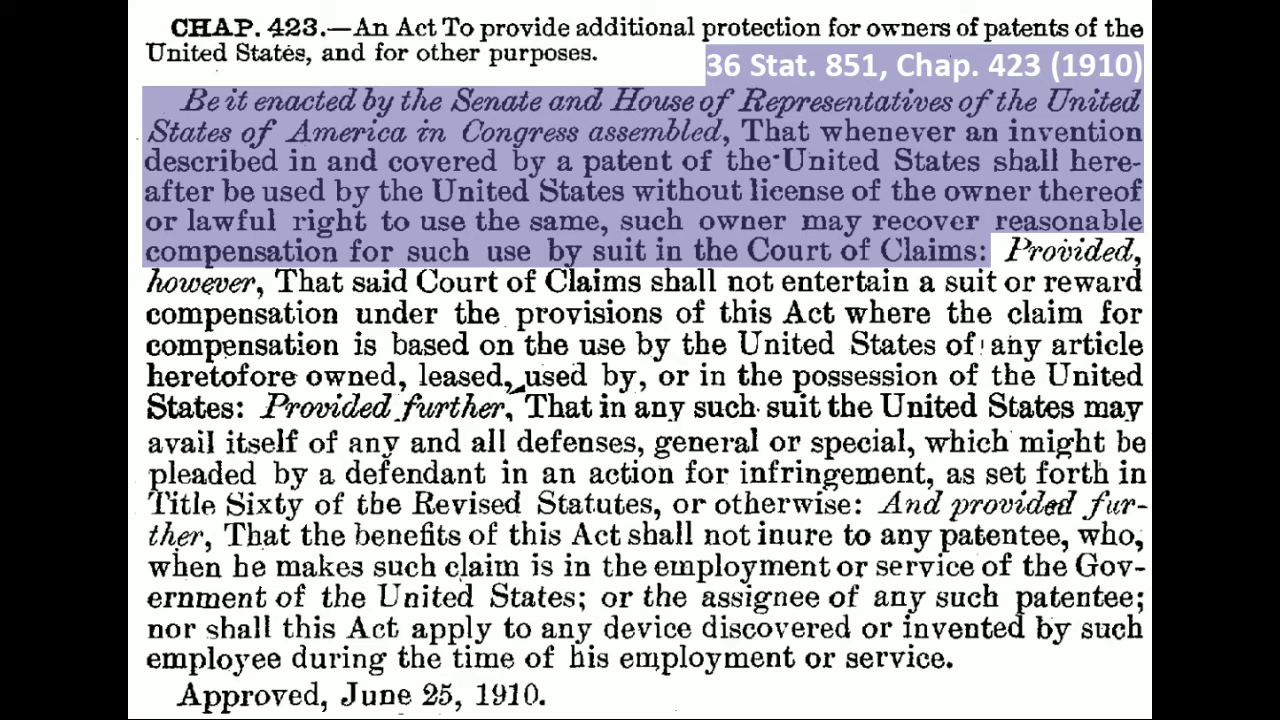 CHAP. 423.—An Act To provide additional protection for owners of patents of the
United States, and for other purposes.
36 Stat. 851, Chap. 423 (1910)
Be it enacted by the Senate and House of Representatives of the United
States of America in Congress assembled, That whenever an invention
described in and covered by a patent of the United States shall here-
after be used by the United States without license of the owner thereof
or lawful right to use the same, such owner may recover reasonable
compensation for such use by suit in the Court of Claims: Provided,
however, That said Court of Claims shall not entertain a suit or reward
compensation under the provisions of this Act where the claim for
compensation is based on the use by the United States of any article
heretofore owned, leased, used by, or in the possession of the United
States: Provided further, That in any such suit the United States may
avail itself of any and all defenses, general or special, which might be
pleaded by a defendant in an action for infringement, as set forth in
Title Sixty of the Revised Statutes, or otherwise: And provided fur-
ther, That the benefits of this Act shall not inure to any patentee, who,
when he makes such claim is in the employment or service of the Gov-
ernment of the United States; or the assignee of any such patentee;
nor shall this Act apply to any device discovered or invented by such
employee during the time of his employment or service.
Approved, June 25, 1910.